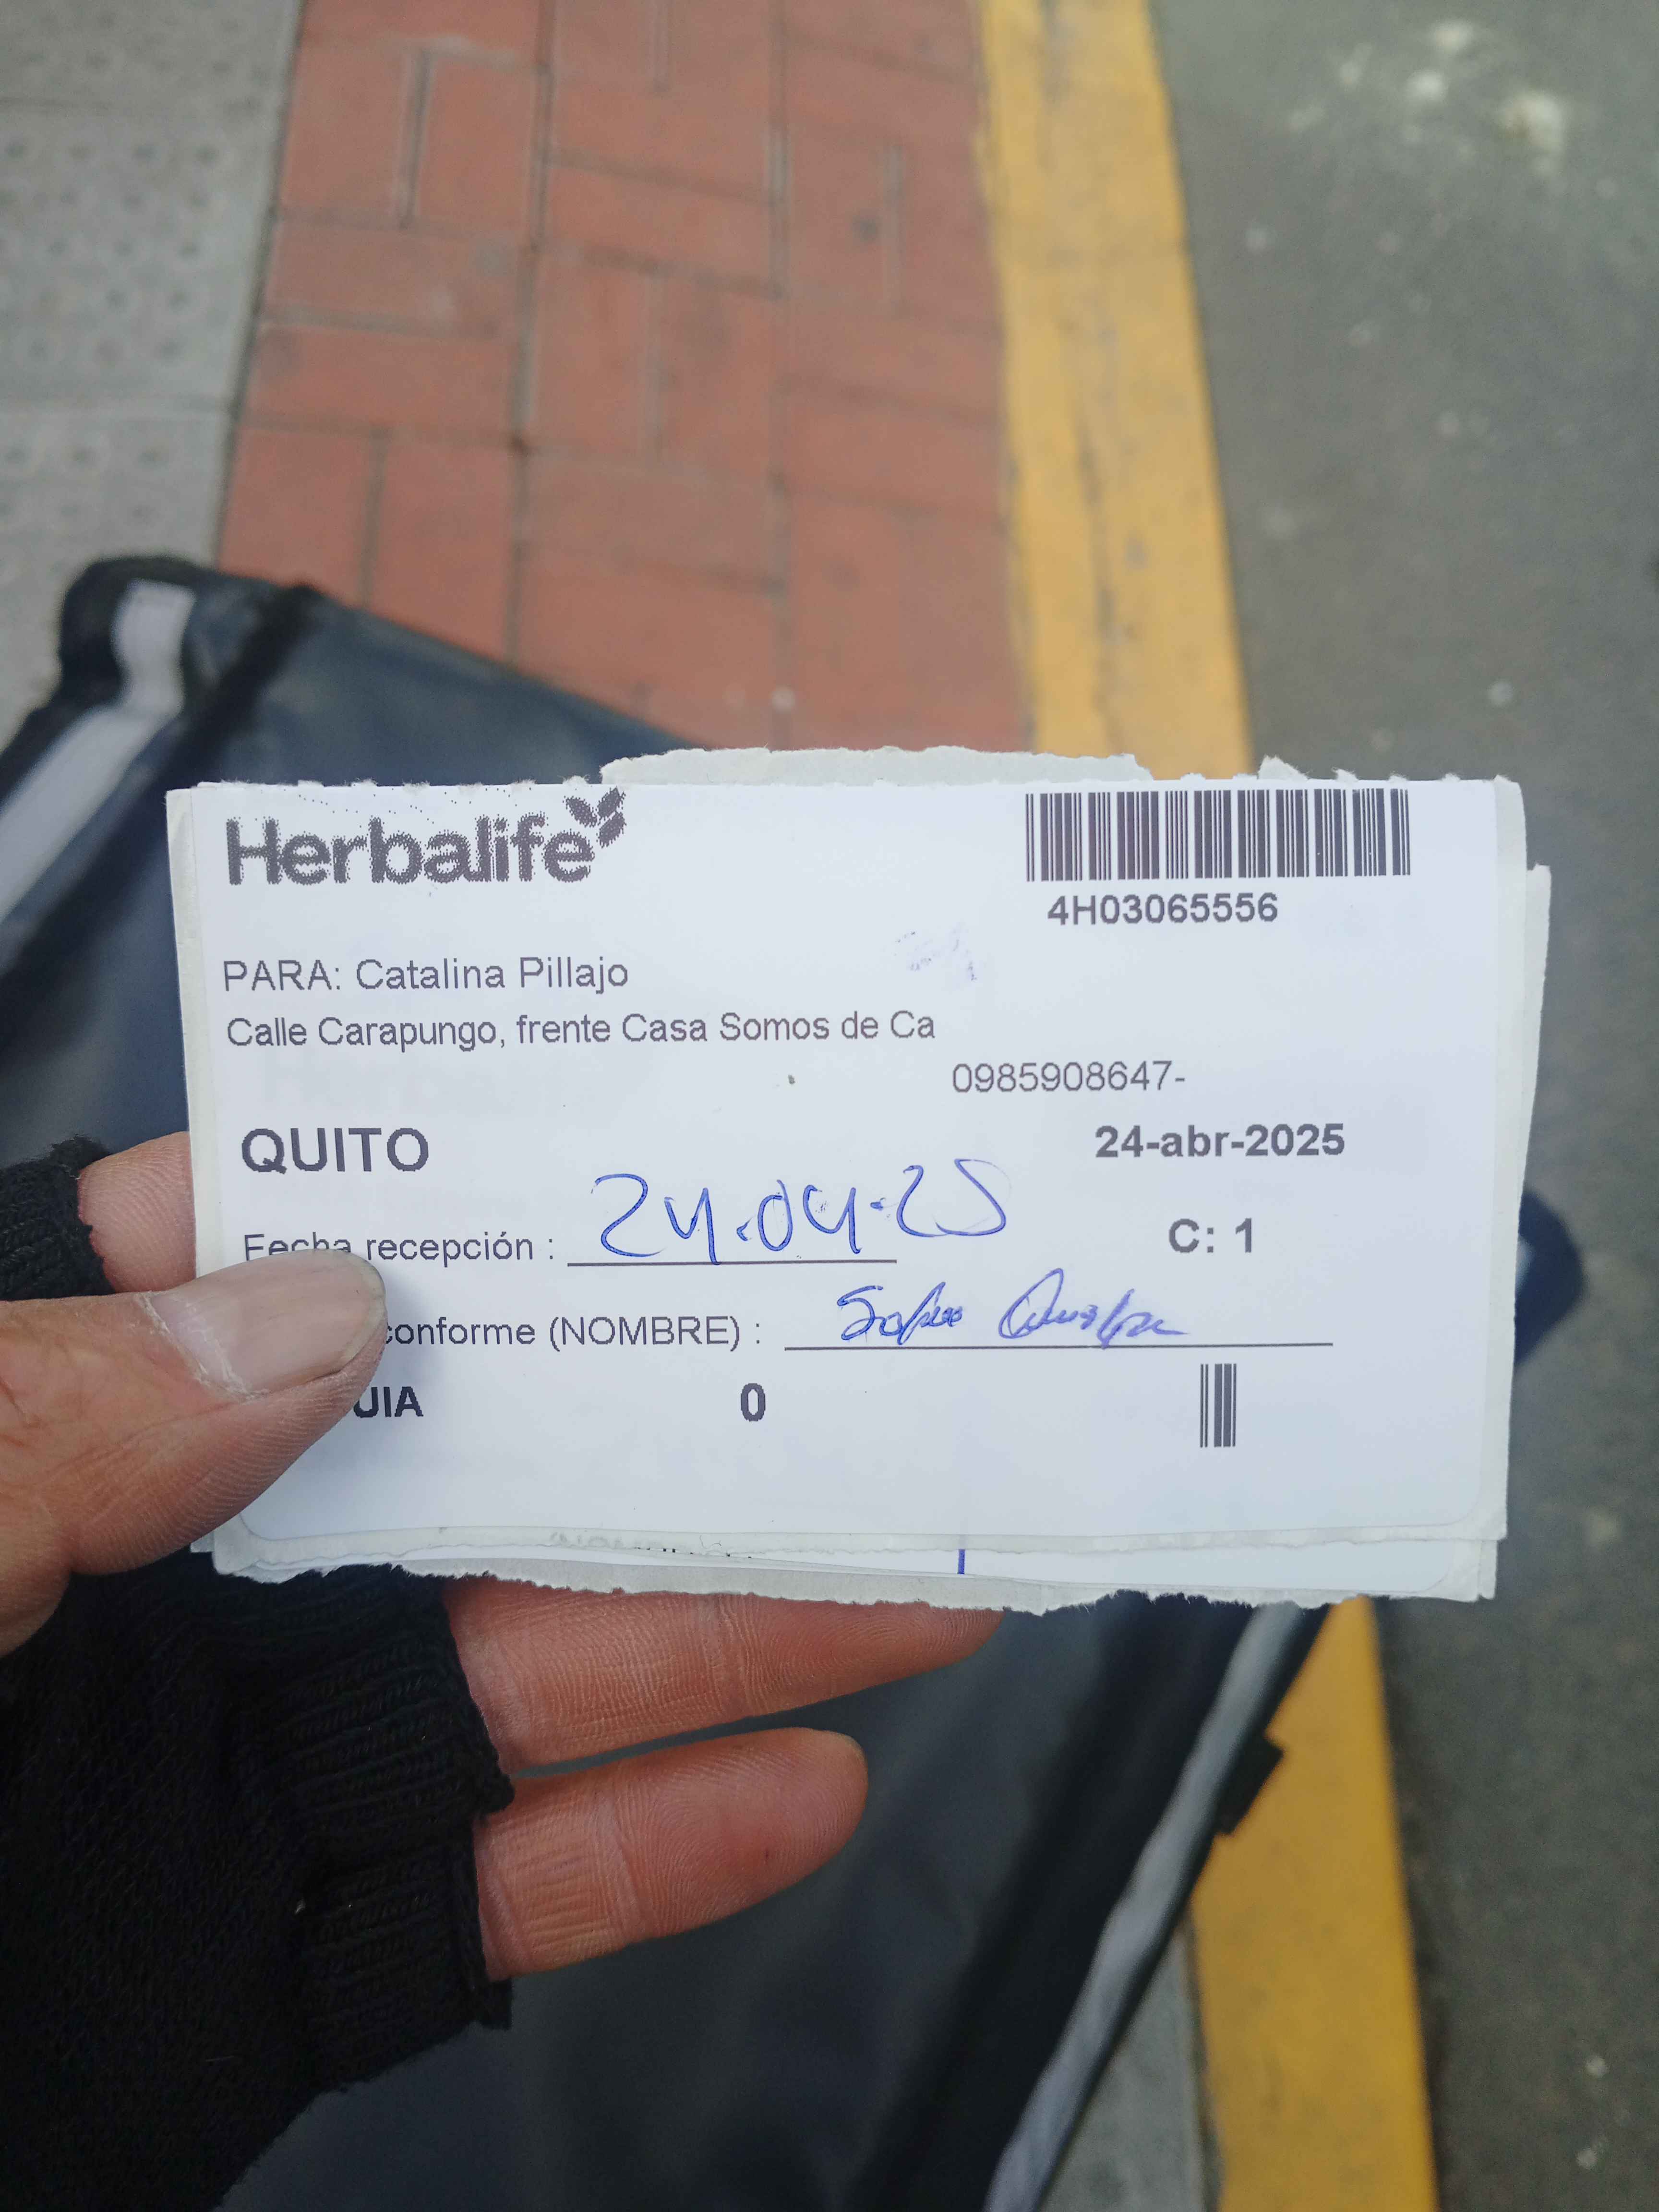 Herbalife
4H03065556
PARA: Catalina Pillajo
Calle Carapungo, frente Casa Somos de Ca
0985908647-
QUITO
24-abr-2025
Fecha recepción : 24.04.25
C: 1
conforme (NOMBRE) :
UIA 0